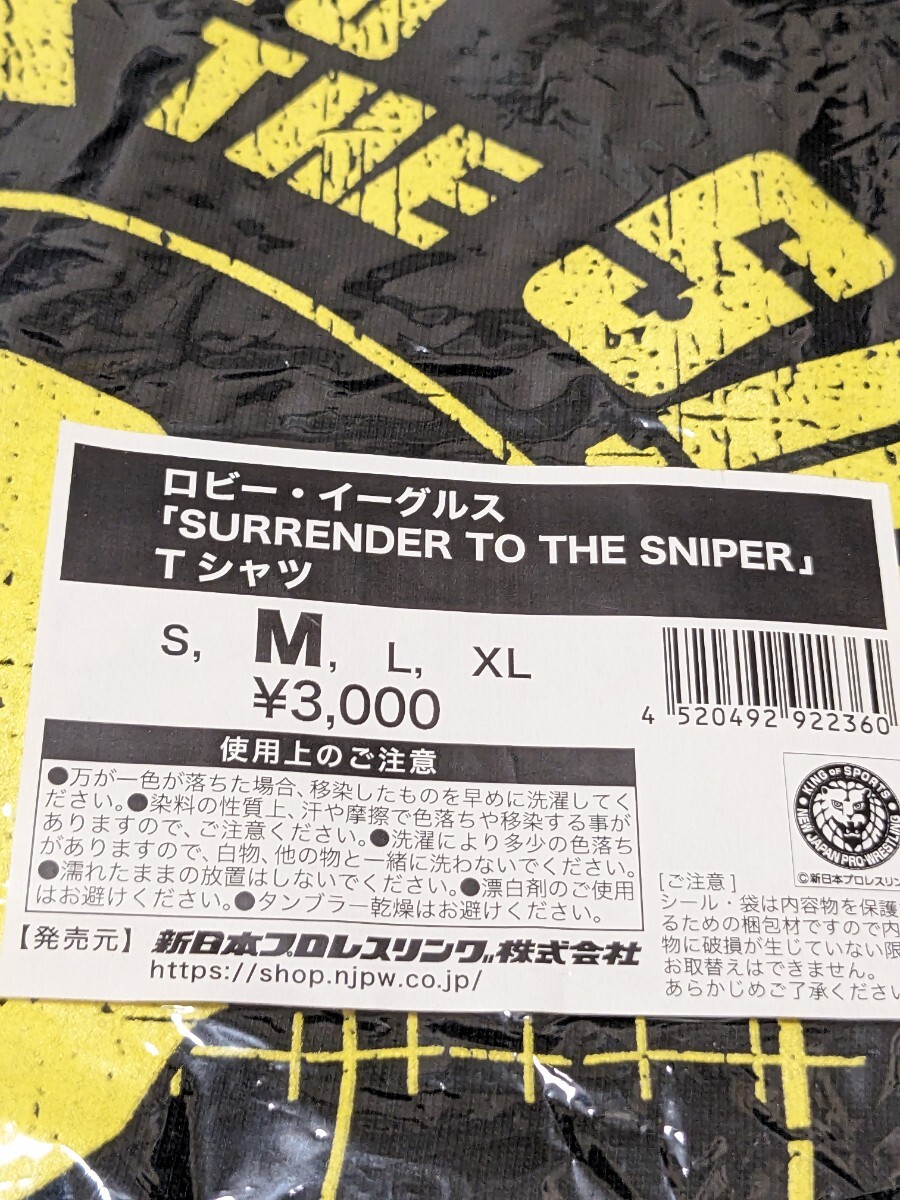 THE
S
ロビー・イーグルス
「SURRENDER TO THE SNIPER」
Tシャツ
S, M, L, XL
¥3,000
4 520492 922360
使用上のご注意
●万が一色が落ちた場合、移染したものを早めに洗濯してく
ださい。●染料の性質上、汗や摩擦で色落ちや移染する事が
ありますので、ご注意ください。●洗濯により多少の色落ち
がありますので、白物、他の物と一緒に洗わないでください。
●濡れたままの放置はしないでください。●漂白剤のご使用
はお避けください。●タンブラー乾燥はお避けください。
【発売元】新日本プロレスリング株式会社
https://shop.njpw.co.jp/
KING OF SPORTS
NEW JAPAN PRO-WRESTLING
©新日本プロレスリン
[ご注意]
シール・袋は内容物を保護
るための梱包材ですので内
物に破損が生じていない限
お取替えはできません。
あらかじめご了承ください